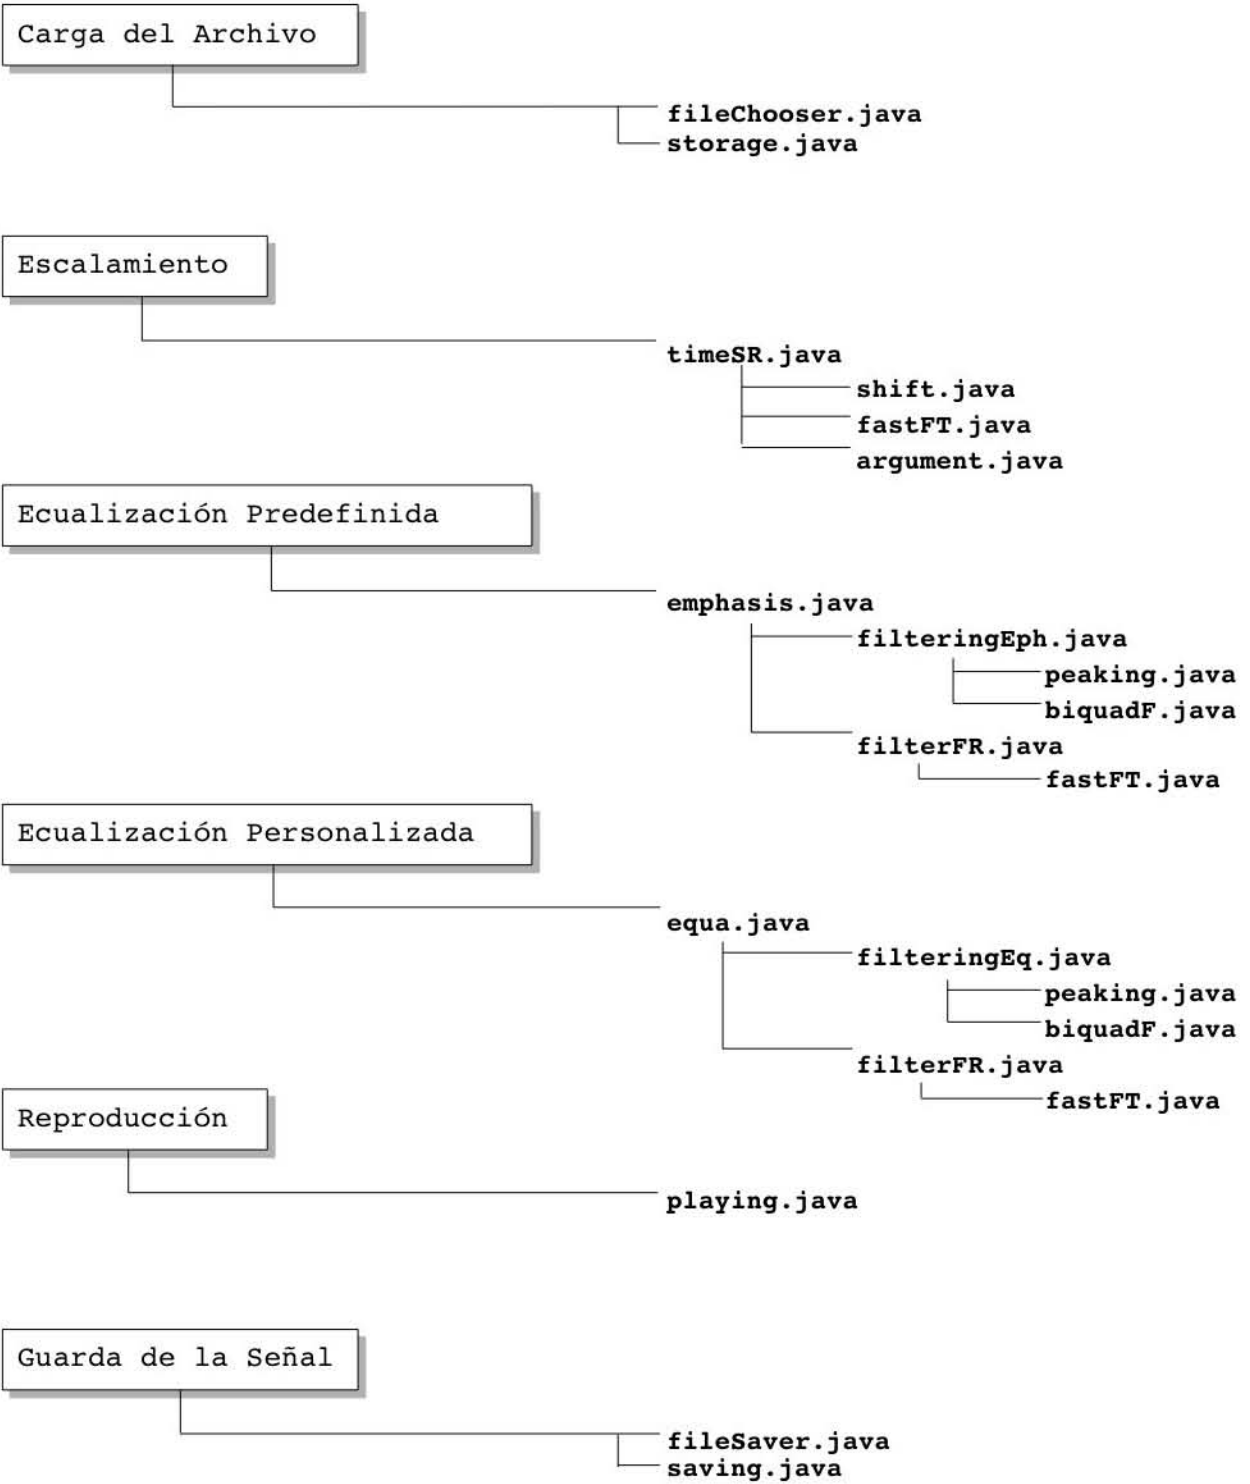 Carga del Archivo
fileChooser.java
storage.java
Escalamiento
timeSR.java
shift.java
fastFT.java
argument.java
Ecualización Predefinida
emphasis.java
filteringEph.java
peaking.java
biquadF.java
filterFR.java
fastFT.java
Ecualización Personalizada
equa.java
filteringEq.java
peaking.java
biquadF.java
filterFR.java
fastFT.java
Reproducción
playing.java
Guarda de la Señal
fileSaver.java
saving.java